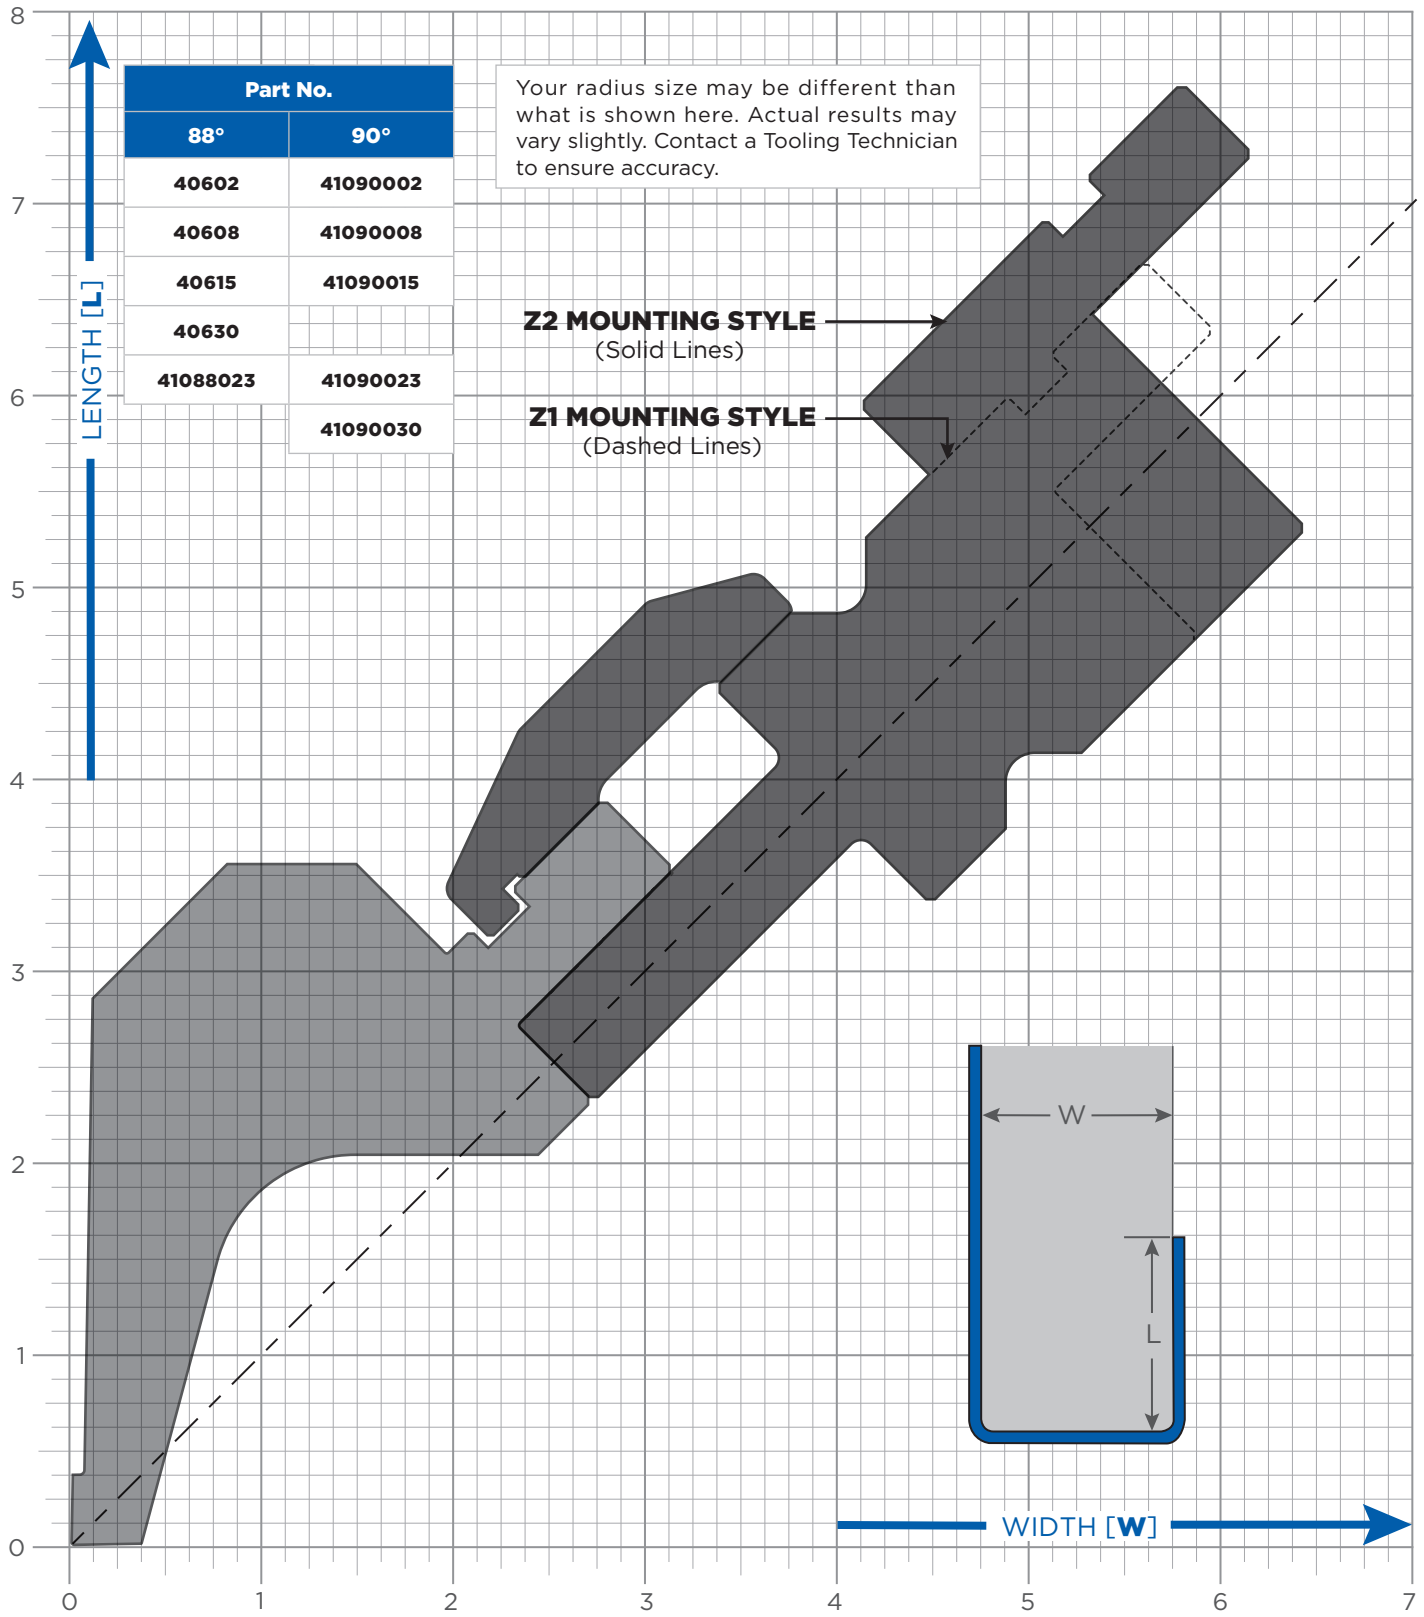 8
7
6
5
4
3
2
1
0
LENGTH [L]
Part No.
88° 90°
40602 41090002
40608 41090008
40615 41090015
40630
41088023 41090023
41090030
Your radius size may be different than
what is shown here. Actual results may
vary slightly. Contact a Tooling Technician
to ensure accuracy.
Z2 MOUNTING STYLE
(Solid Lines)
Z1 MOUNTING STYLE
(Dashed Lines)
W
L
WIDTH [W]
0 1 2 3 4 5 6 7